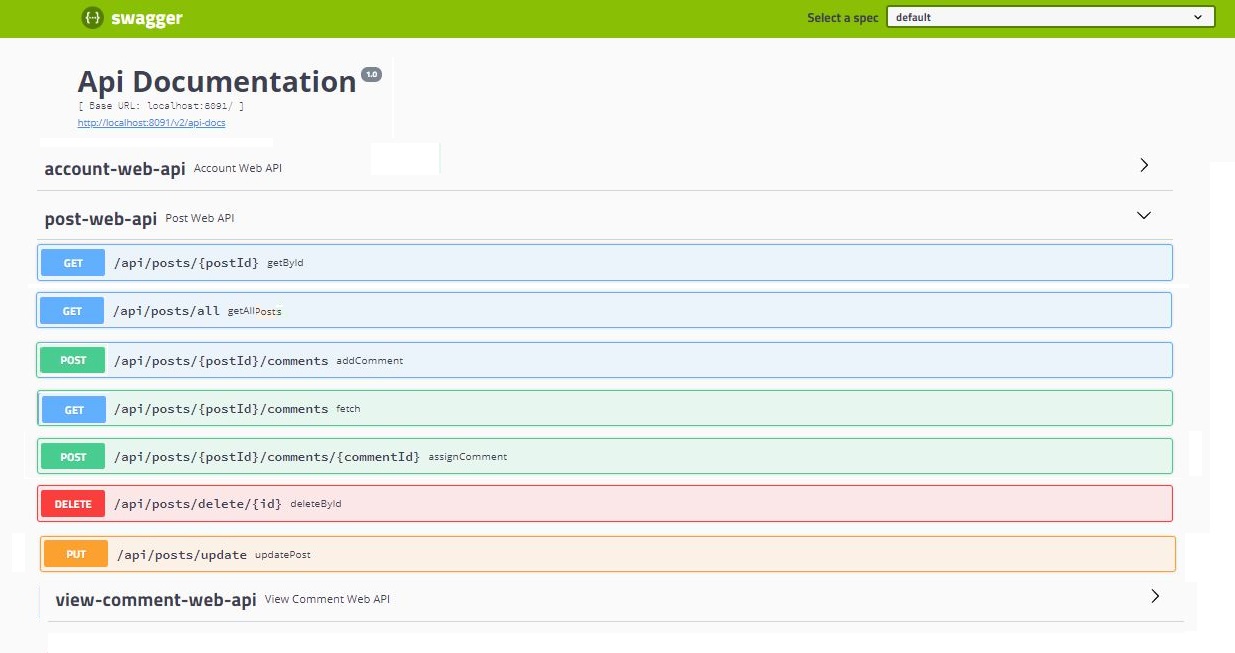 {···} swagger Select a spec default
Api Documentation 1.0
[ Base URL: localhost:8091/ ]
http://localhost:8091/v2/api-docs
account-web-api Account Web API
post-web-api Post Web API
GET /api/posts/{postId} getById
GET /api/posts/all getAllPosts
POST /api/posts/{postId}/comments addComment
GET /api/posts/{postId}/comments fetch
POST /api/posts/{postId}/comments/{commentId} assignComment
DELETE /api/posts/delete/{id} deleteById
PUT /api/posts/update updatePost
view-comment-web-api View Comment Web API